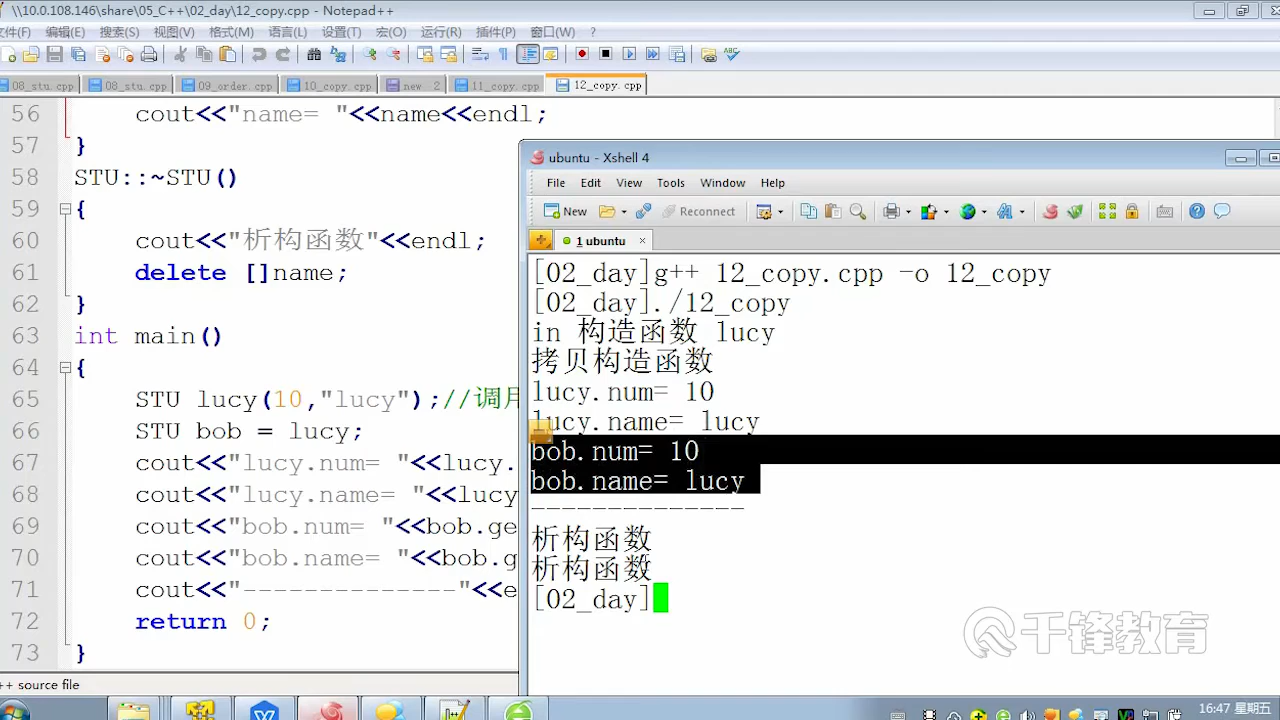 \\10.0.108.146\share\05_C++\02_day\12_copy.cpp - Notepad++
文件(F) 编辑(E) 搜索(S) 视图(V) 格式(M) 语言(L) 设置(T) 宏(O) 运行(R) 插件(P) 窗口(W) ?
08_stu.cpp 08_stu.cpp 09_order.cpp 10_copy.cpp new 2 11_copy.cpp 12_copy.cpp
56 cout<<"name= "<<name<<endl;
57 }
58 STU::~STU()
59 {
60 cout<<"析构函数"<<endl;
61 delete []name;
62 }
63 int main()
64 {
65 STU lucy(10,"lucy");//调用
66 STU bob = lucy;
67 cout<<"lucy.num= "<<lucy.
68 cout<<"lucy.name= "<<lucy
69 cout<<"bob.num= "<<bob.ge
70 cout<<"bob.name= "<<bob.g
71 cout<<"--------------"<<e
72 return 0;
73 }
++ source file
ubuntu - Xshell 4
File Edit View Tools Window Help
New Reconnect
1 ubuntu
[02_day]g++ 12_copy.cpp -o 12_copy
[02_day]./12_copy
in 构造函数 lucy
拷贝构造函数
lucy.num= 10
lucy.name= lucy
bob.num= 10
bob.name= lucy
--------------
析构函数
析构函数
[02_day]
千锋教育
16:47 星期五